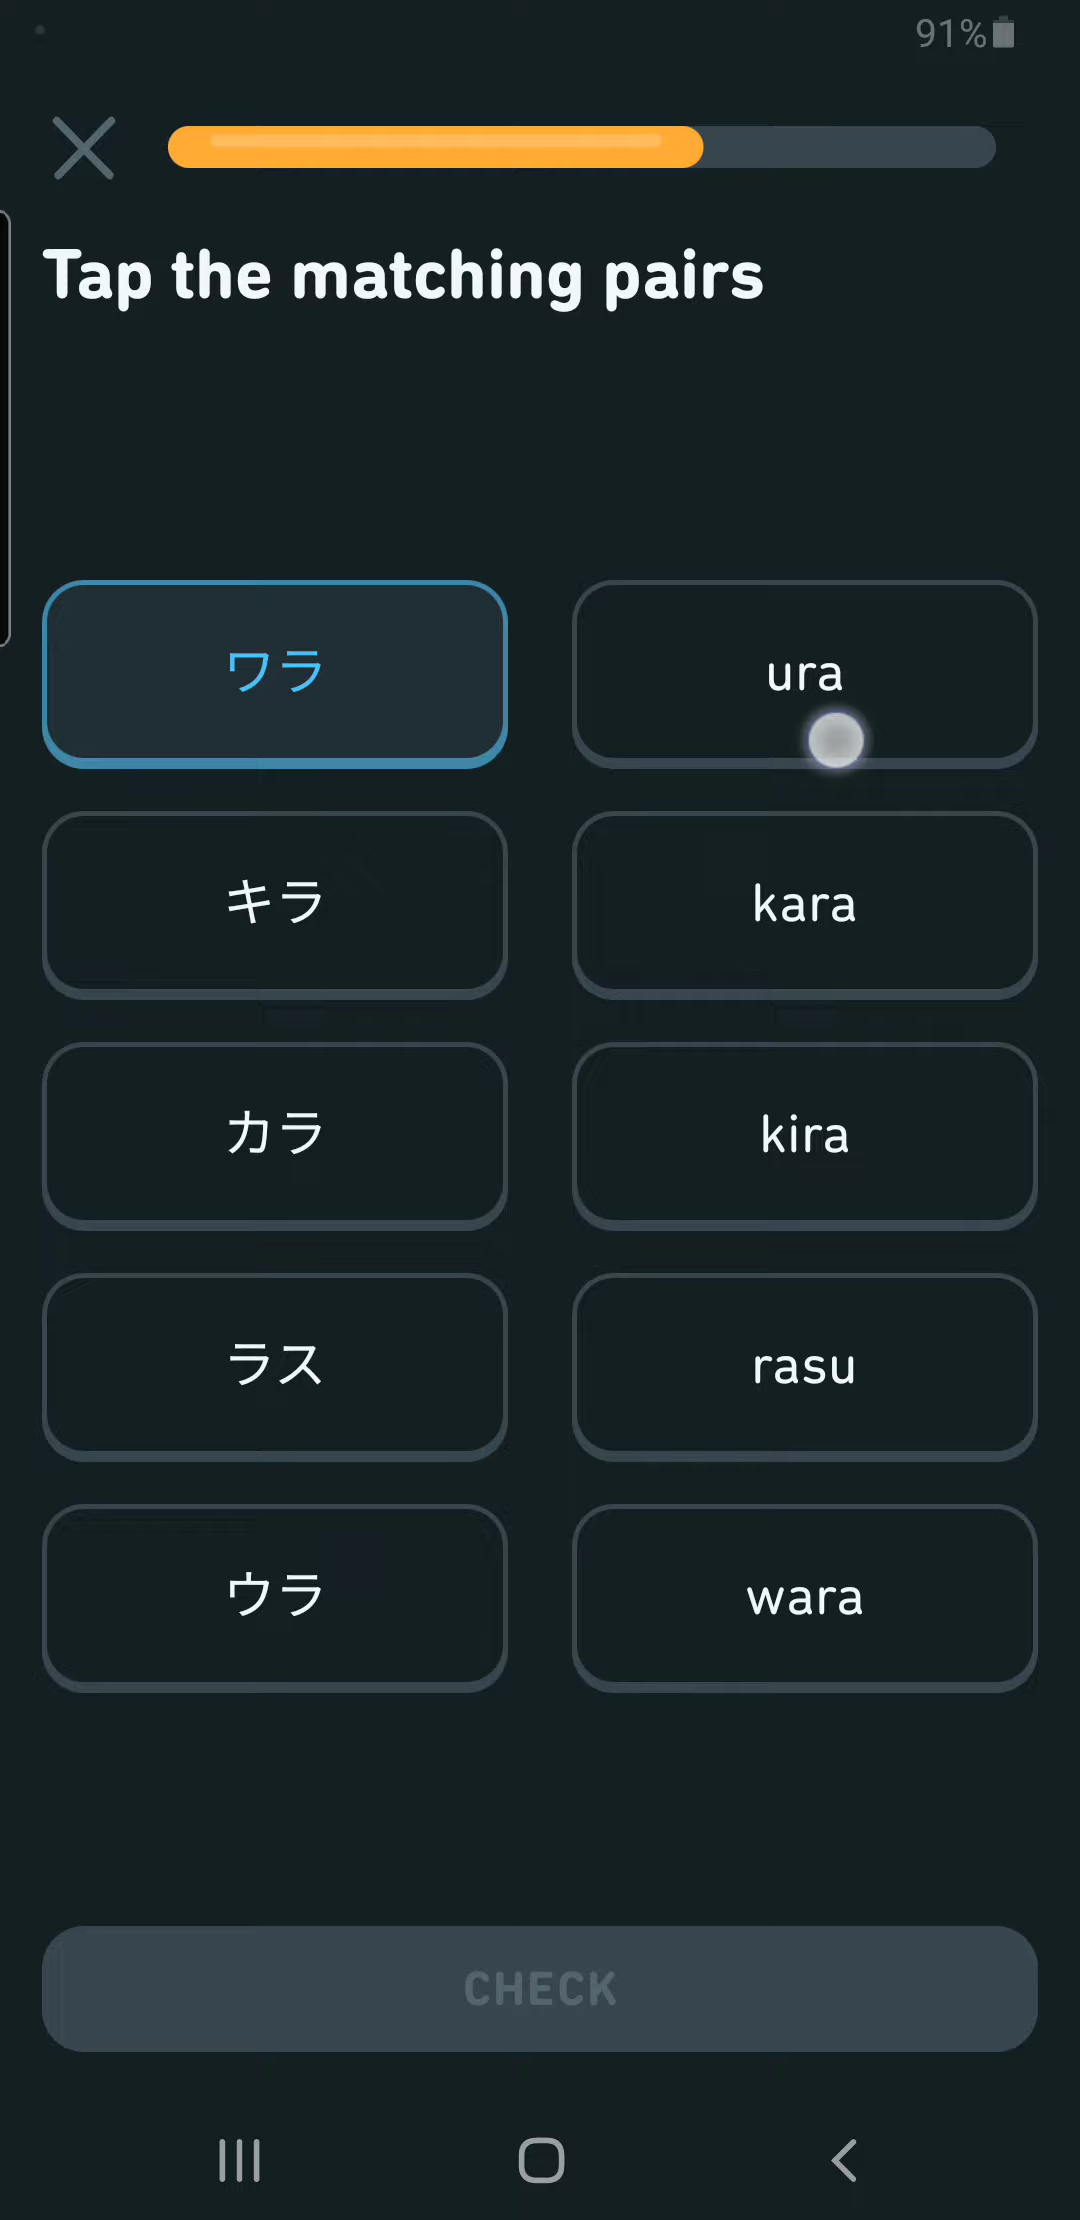 91%
Tap the matching pairs
ワラ
ura
キラ
kara
カラ
kira
ラス
rasu
ウラ
wara
CHECK